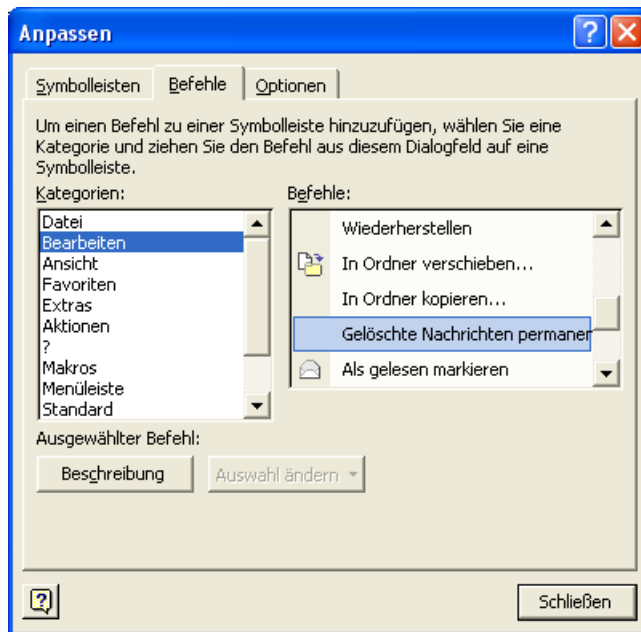 Anpassen
Symbolleisten
Befehle
Optionen
Um einen Befehl zu einer Symbolleiste hinzuzufügen, wählen Sie eine
Kategorie und ziehen Sie den Befehl aus diesem Dialogfeld auf eine
Symbolleiste.
Kategorien:
Datei
Bearbeiten
Ansicht
Favoriten
Extras
Aktionen
?
Makros
Menüleiste
Standard
Befehle:
Wiederherstellen
In Ordner verschieben...
In Ordner kopieren...
Gelöschte Nachrichten permaner
Als gelesen markieren
Ausgewählter Befehl:
Beschreibung
Auswahl ändern
Schließen